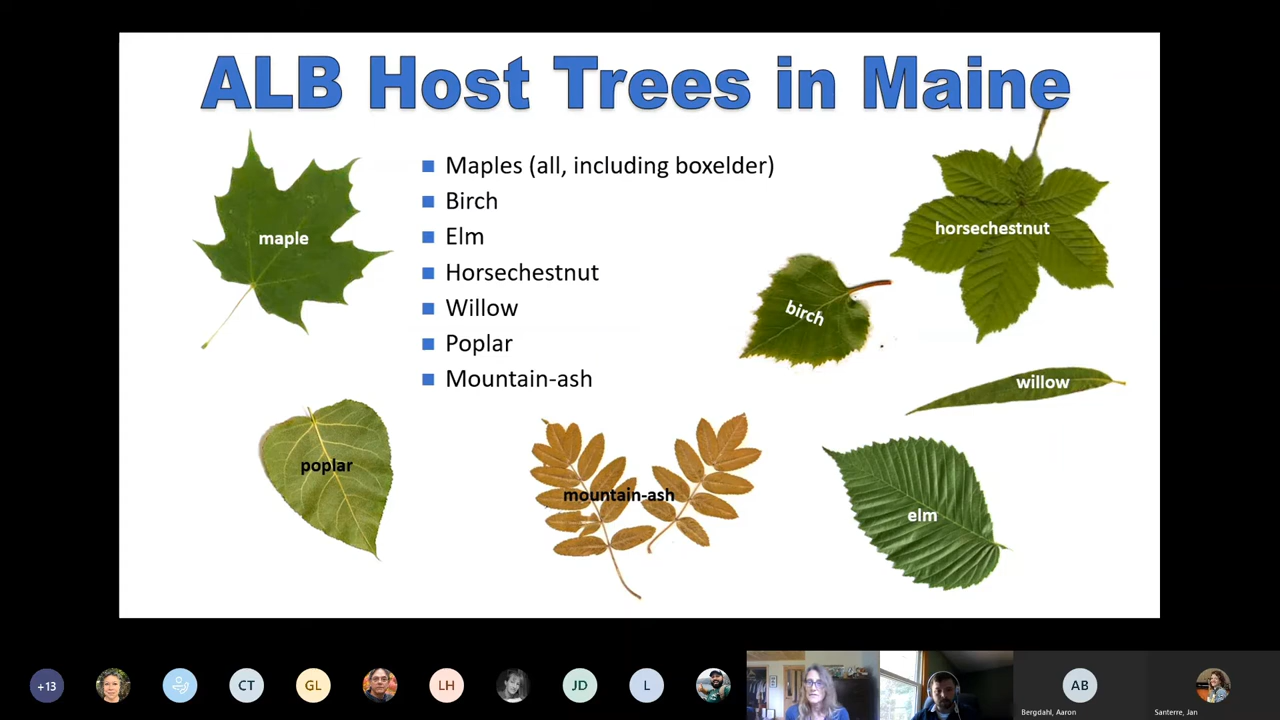 ALB Host Trees in Maine
Maples (all, including boxelder)
Birch
Elm
Horsechestnut
Willow
Poplar
Mountain-ash
maple
horsechestnut
birch
willow
poplar
mountain-ash
elm
+13
CT
GL
LH
JD
L
AB
Bergdahl, Aaron
Santerre, Jan